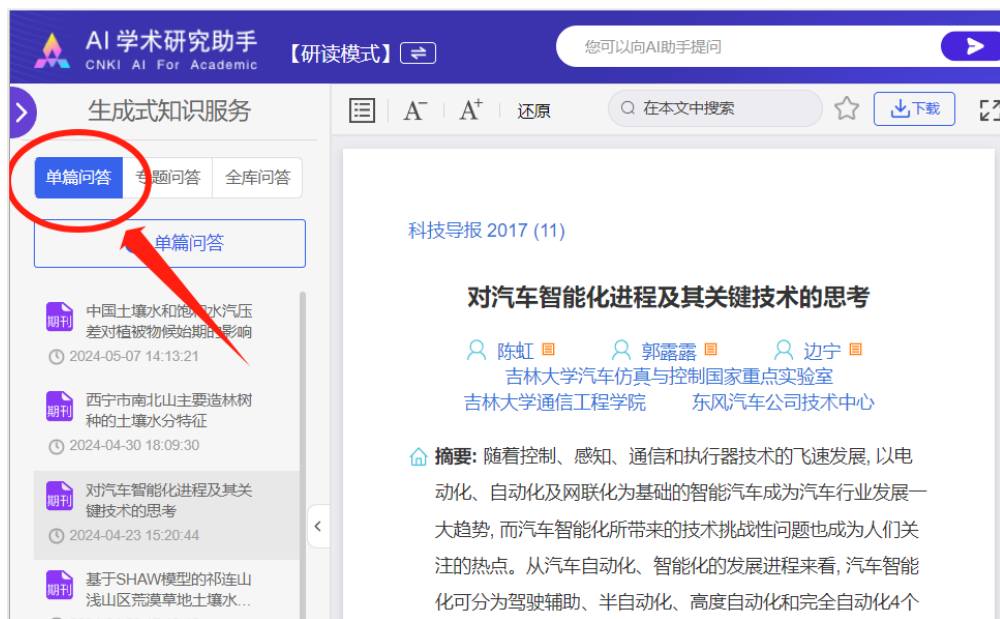 AI 学术研究助手
CNKI AI For Academic
【研读模式】
您可以向AI助手提问
生成式知识服务
A⁻
A⁺
还原
在本文中搜索
下载
单篇问答
专题问答
全库问答
单篇问答
期刊
中国土壤水和饱和水汽压
差对植被物候始期的影响
2024-05-07 14:13:21
期刊
西宁市南北山主要造林树
种的土壤水分特征
2024-04-30 18:09:30
期刊
对汽车智能化进程及其关
键技术的思考
2024-04-23 15:20:44
期刊
基于SHAW模型的祁连山
浅山区荒漠草地土壤水...
科技导报 2017 (11)
对汽车智能化进程及其关键技术的思考
陈虹 郭露露 边宁
吉林大学汽车仿真与控制国家重点实验室
吉林大学通信工程学院 东风汽车公司技术中心
摘要: 随着控制、感知、通信和执行器技术的飞速发展, 以电
动化、自动化及网联化为基础的智能汽车成为汽车行业发展一
大趋势, 而汽车智能化所带来的技术挑战性问题也成为人们关
注的热点。从汽车自动化、智能化的发展进程来看, 汽车智能
化可分为驾驶辅助、半自动化、高度自动化和完全自动化4个